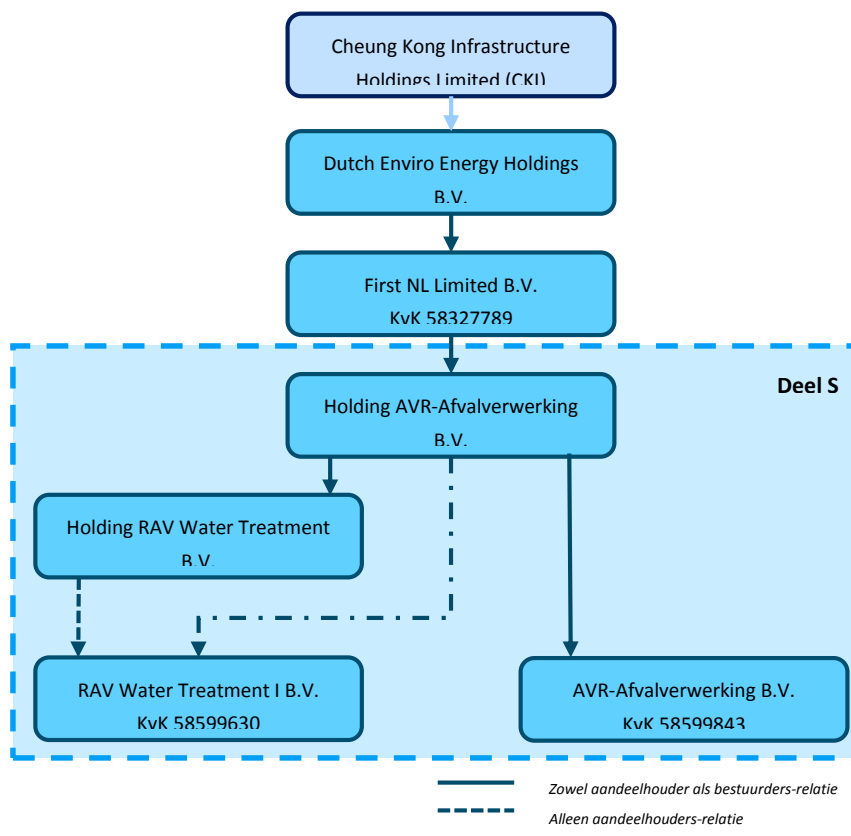 Cheung Kong Infrastructure
Holdings Limited (CKI)
Dutch Enviro Energy Holdings
B.V.
First NL Limited B.V.
KvK 58327789
Deel S
Holding AVR-Afvalverwerking
B.V.
Holding RAV Water Treatment
B.V.
RAV Water Treatment I B.V.
KvK 58599630
AVR-Afvalverwerking B.V.
KvK 58599843
Zowel aandeelhouder als bestuurders-relatie
Alleen aandeelhouders-relatie